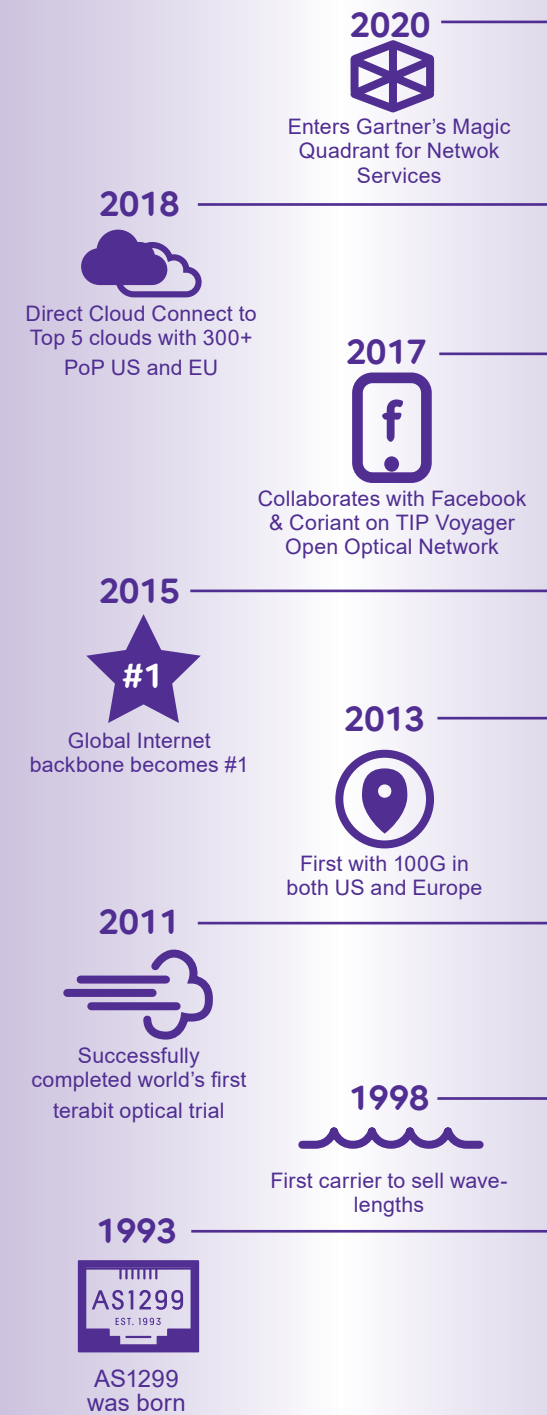 2020
Enters Gartner’s Magic
Quadrant for Netwok
Services
2018
Direct Cloud Connect to
Top 5 clouds with 300+
PoP US and EU
2017
f
Collaborates with Facebook
& Coriant on TIP Voyager
Open Optical Network
2015
#1
Global Internet
backbone becomes #1
2013
First with 100G in
both US and Europe
2011
Successfully
completed world’s first
terabit optical trial
1998
First carrier to sell wave-
lengths
1993
AS1299
EST. 1993
AS1299
was born